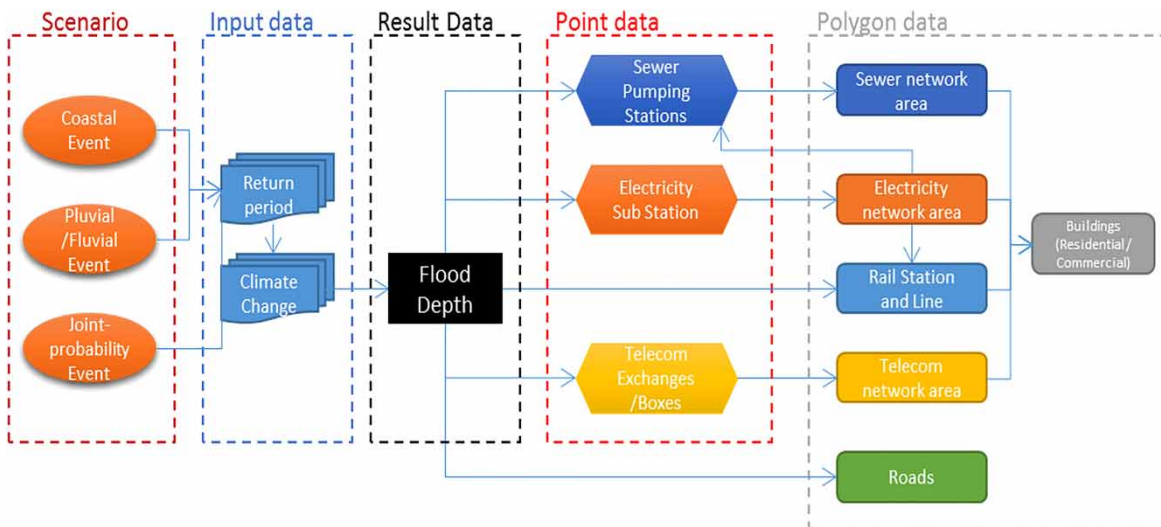 Scenario
Input data
Result Data
Point data
Polygon data
Coastal
Event
Pluvial
/Fluvial
Event
Joint-
probability
Event
Return
period
Climate
Change
Flood
Depth
Sewer
Pumping
Stations
Electricity
Sub Station
Telecom
Exchanges
/Boxes
Sewer network
area
Electricity
network area
Rail Station
and Line
Telecom
network area
Roads
Buildings
(Residential/
Commercial)